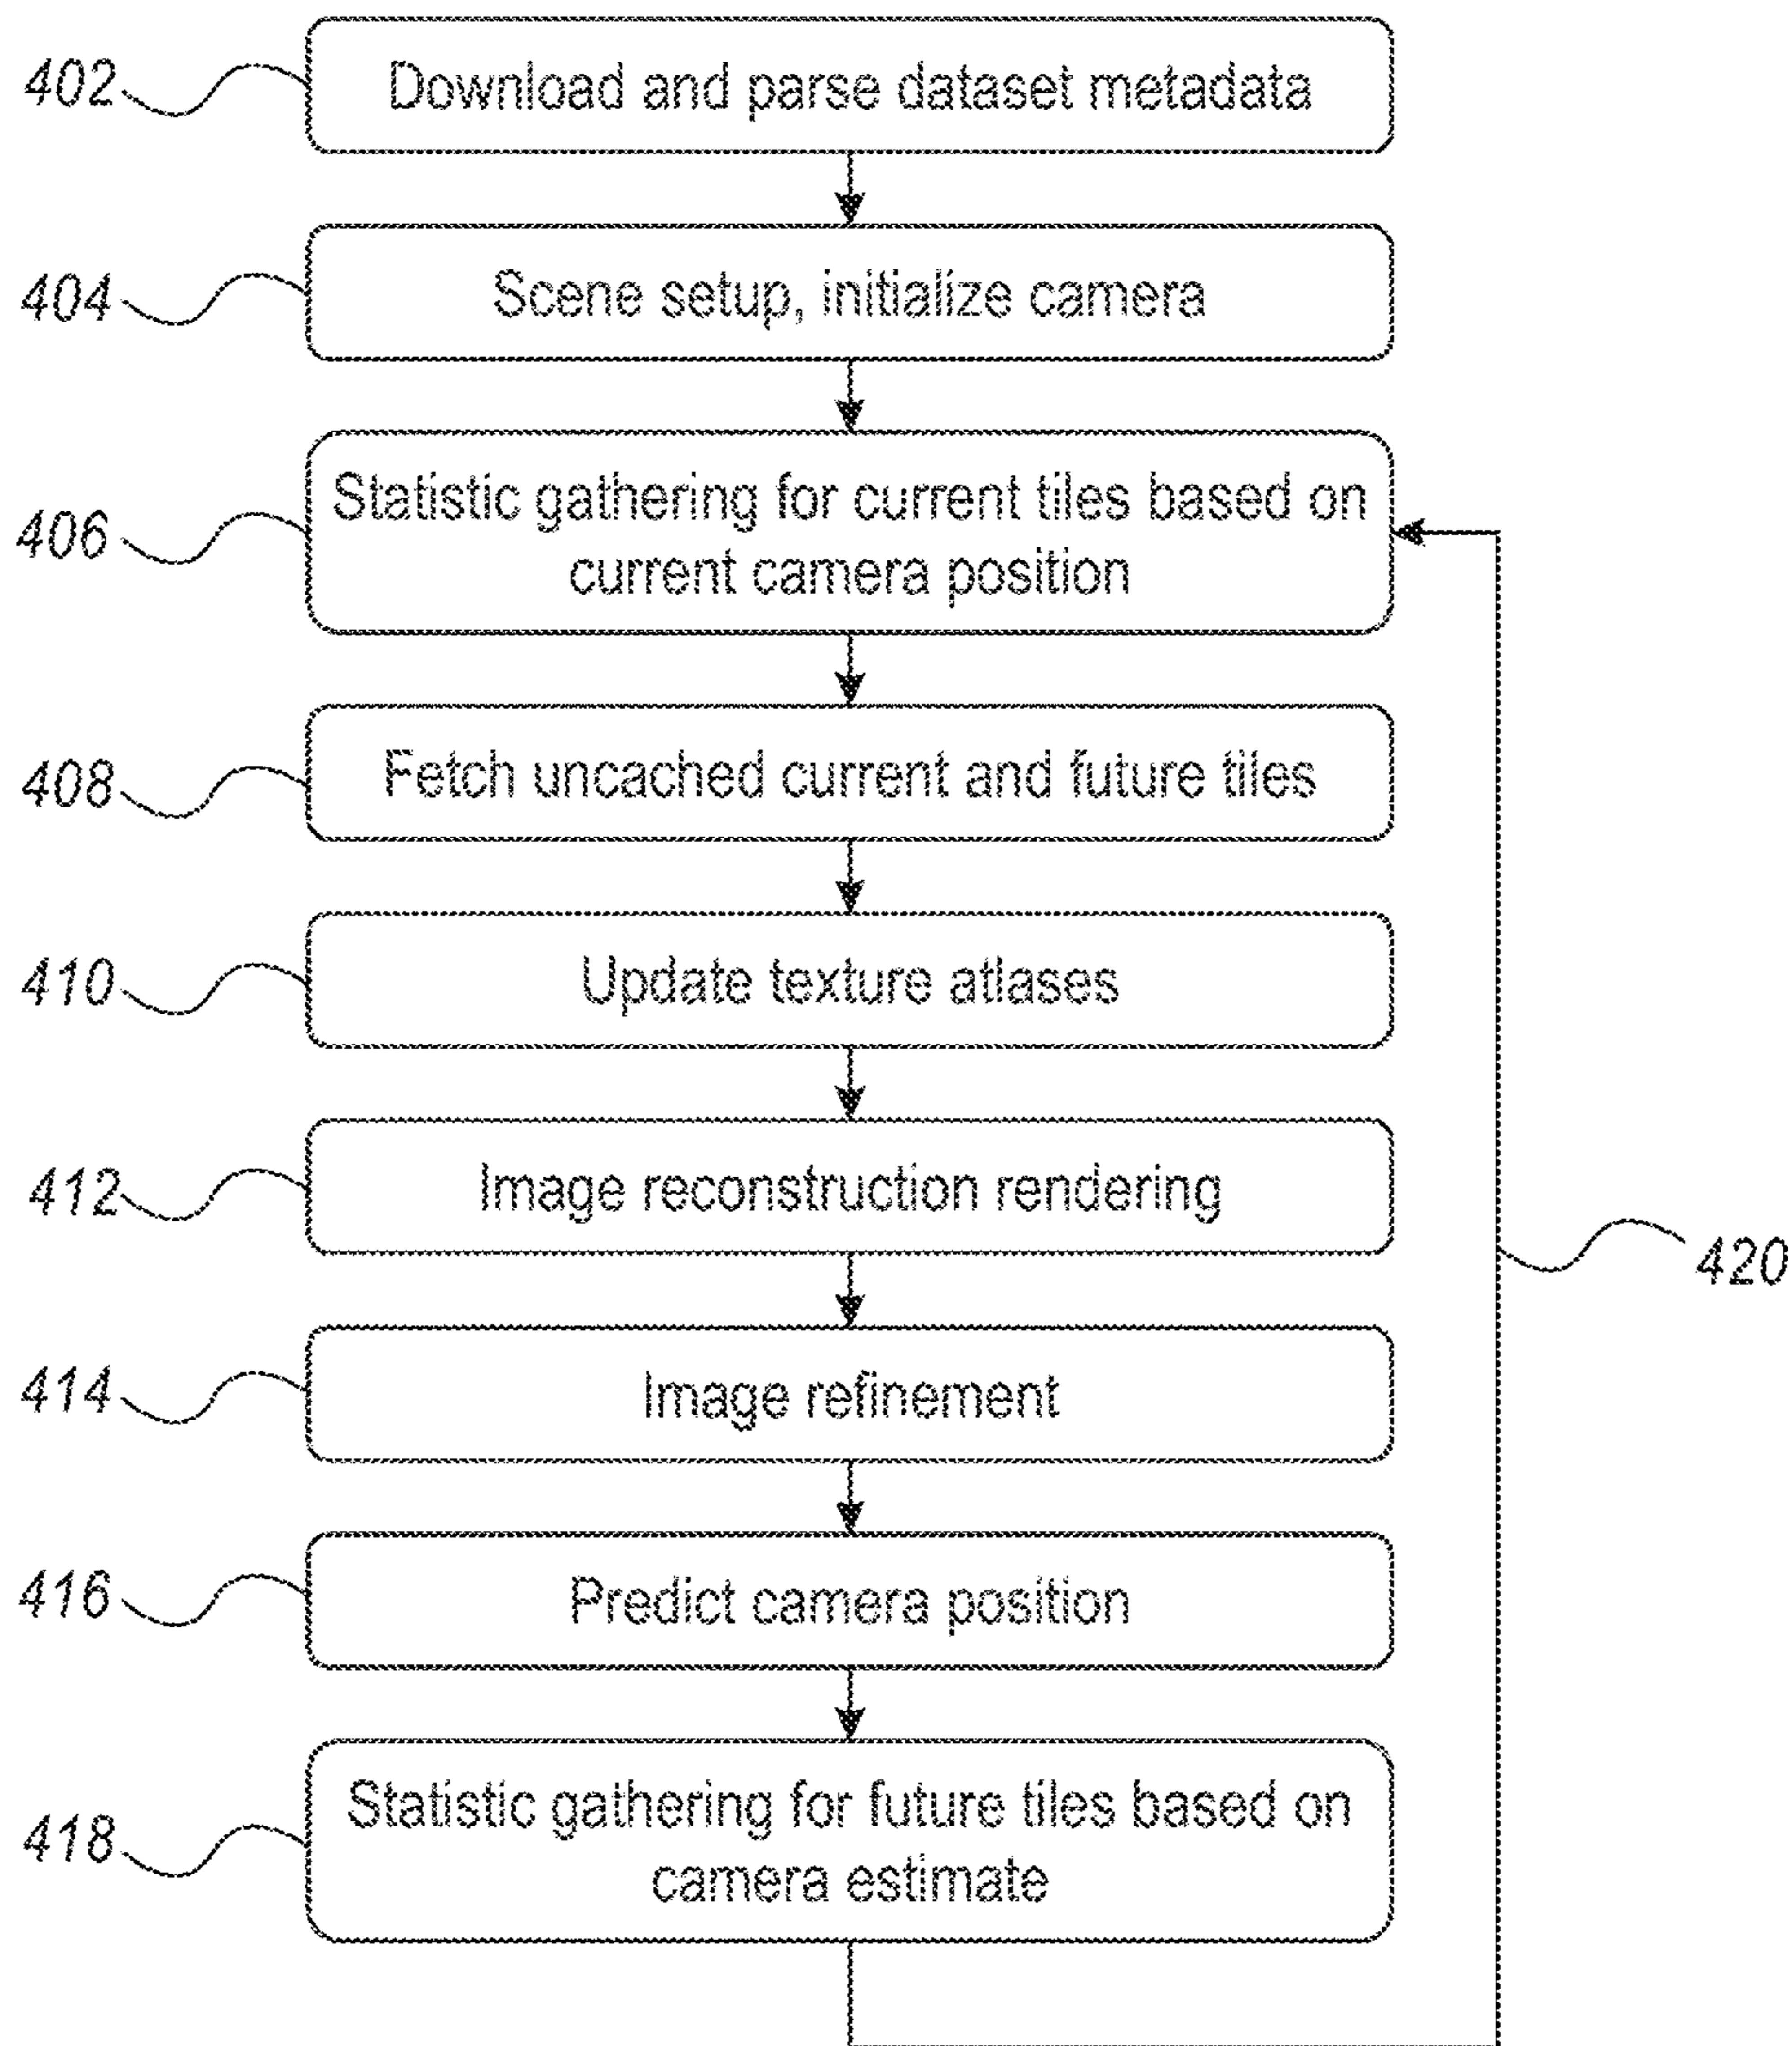 402
Download and parse dataset metadata
404
Scene setup, initialize camera
406
Statistic gathering for current tiles based on
current camera position
408
Fetch uncached current and future tiles
410
Update texture atlases
412
Image reconstruction rendering
420
414
Image refinement
416
Predict camera position
418
Statistic gathering for future tiles based on
camera estimate